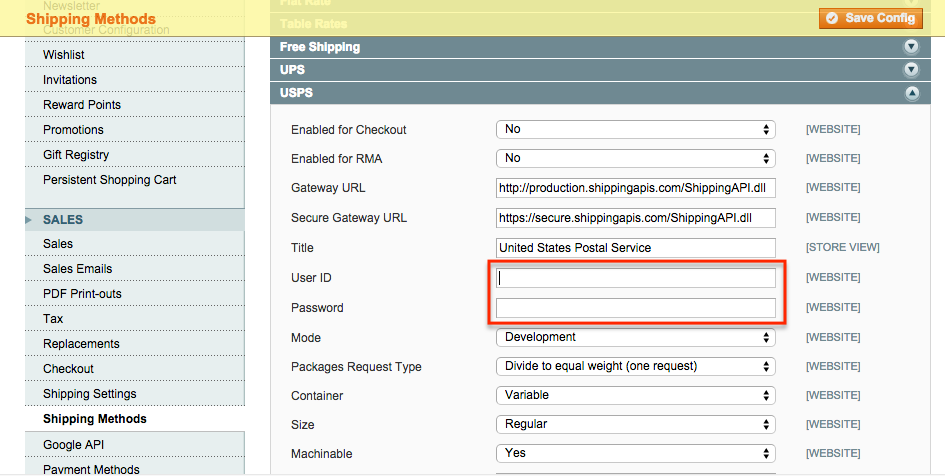 Newsletter
Shipping Methods
Customer Configuration
Wishlist
Invitations
Reward Points
Promotions
Gift Registry
Persistent Shopping Cart
SALES
Sales
Sales Emails
PDF Print-outs
Tax
Replacements
Checkout
Shipping Settings
Shipping Methods
Google API
Payment Methods
Save Config
Flat Rate
Table Rates
Free Shipping
UPS
USPS
Enabled for Checkout No [WEBSITE]
Enabled for RMA No [WEBSITE]
Gateway URL http://production.shippingapis.com/ShippingAPI.dll [WEBSITE]
Secure Gateway URL https://secure.shippingapis.com/ShippingAPI.dll [WEBSITE]
Title United States Postal Service [STORE VIEW]
User ID [WEBSITE]
Password [WEBSITE]
Mode Development [WEBSITE]
Packages Request Type Divide to equal weight (one request) [WEBSITE]
Container Variable [WEBSITE]
Size Regular [WEBSITE]
Machinable Yes [WEBSITE]